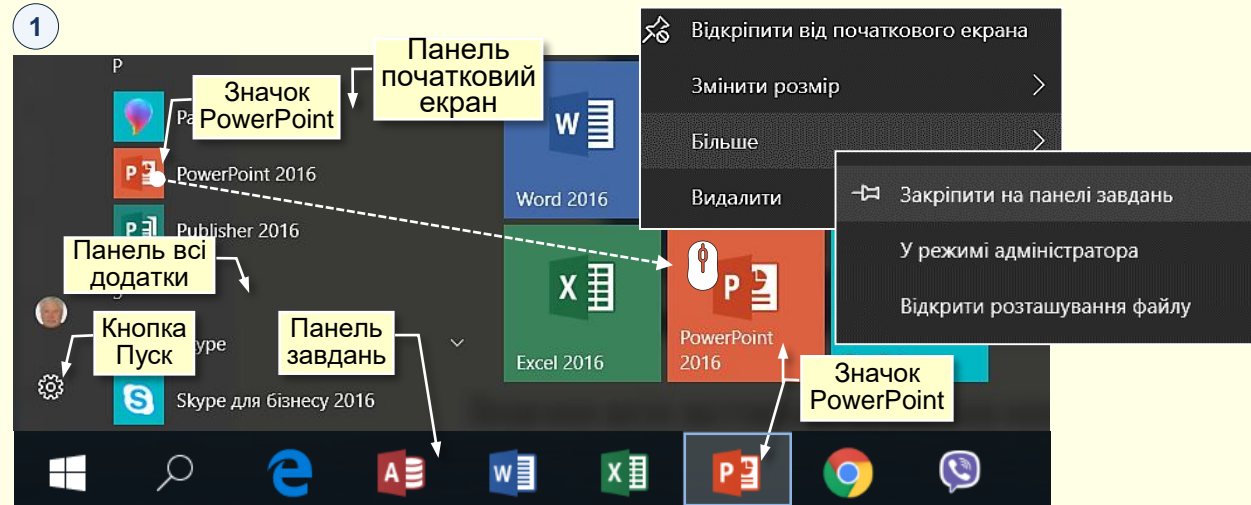 1
Панель
початковий
екран
Відкріпити від початкового екрана
Змінити розмір
Більше
Видалити
Закріпити на панелі завдань
У режимі адміністратора
Відкрити розташування файлу
P
Значок
PowerPoint
Pa
PowerPoint 2016
Publisher 2016
Панель всі
додатки
Кнопка
Пуск
ype
Панель
завдань
Skype для бізнесу 2016
Word 2016
Excel 2016
PowerPoint
2016
Значок
PowerPoint